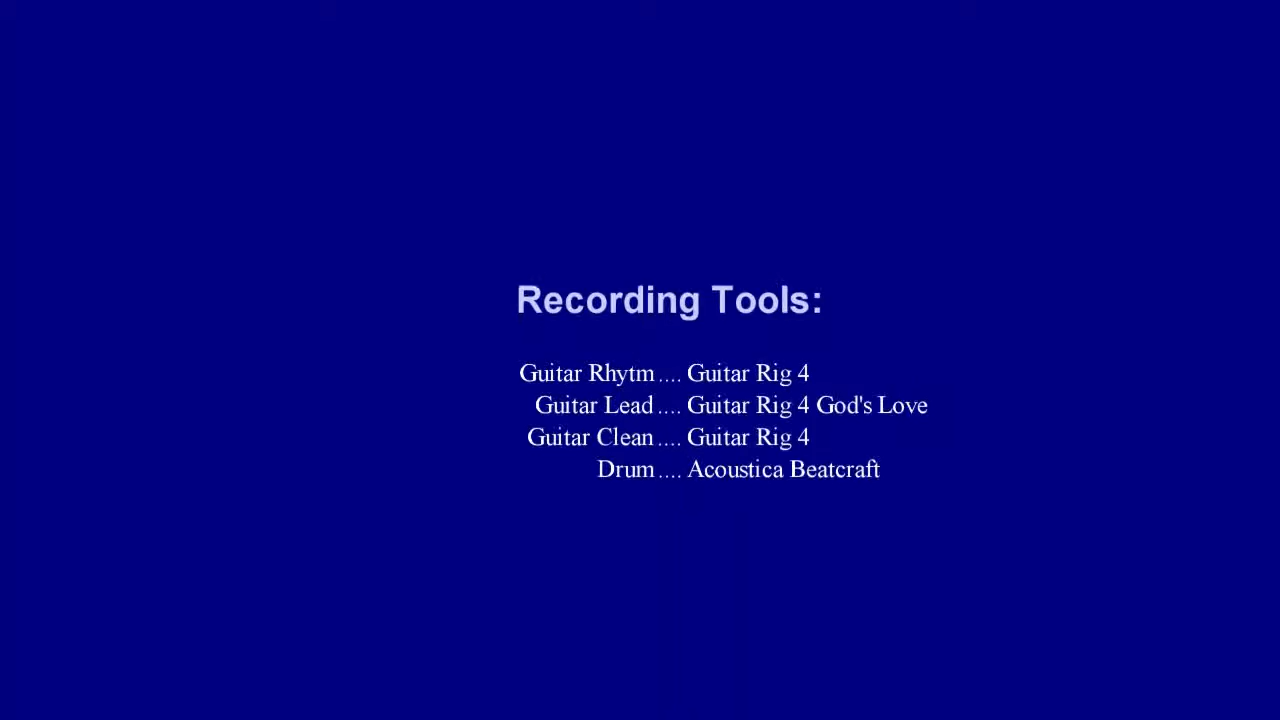 Recording Tools:
Guitar Rhytm .... Guitar Rig 4
Guitar Lead .... Guitar Rig 4 God's Love
Guitar Clean .... Guitar Rig 4
Drum .... Acoustica Beatcraft